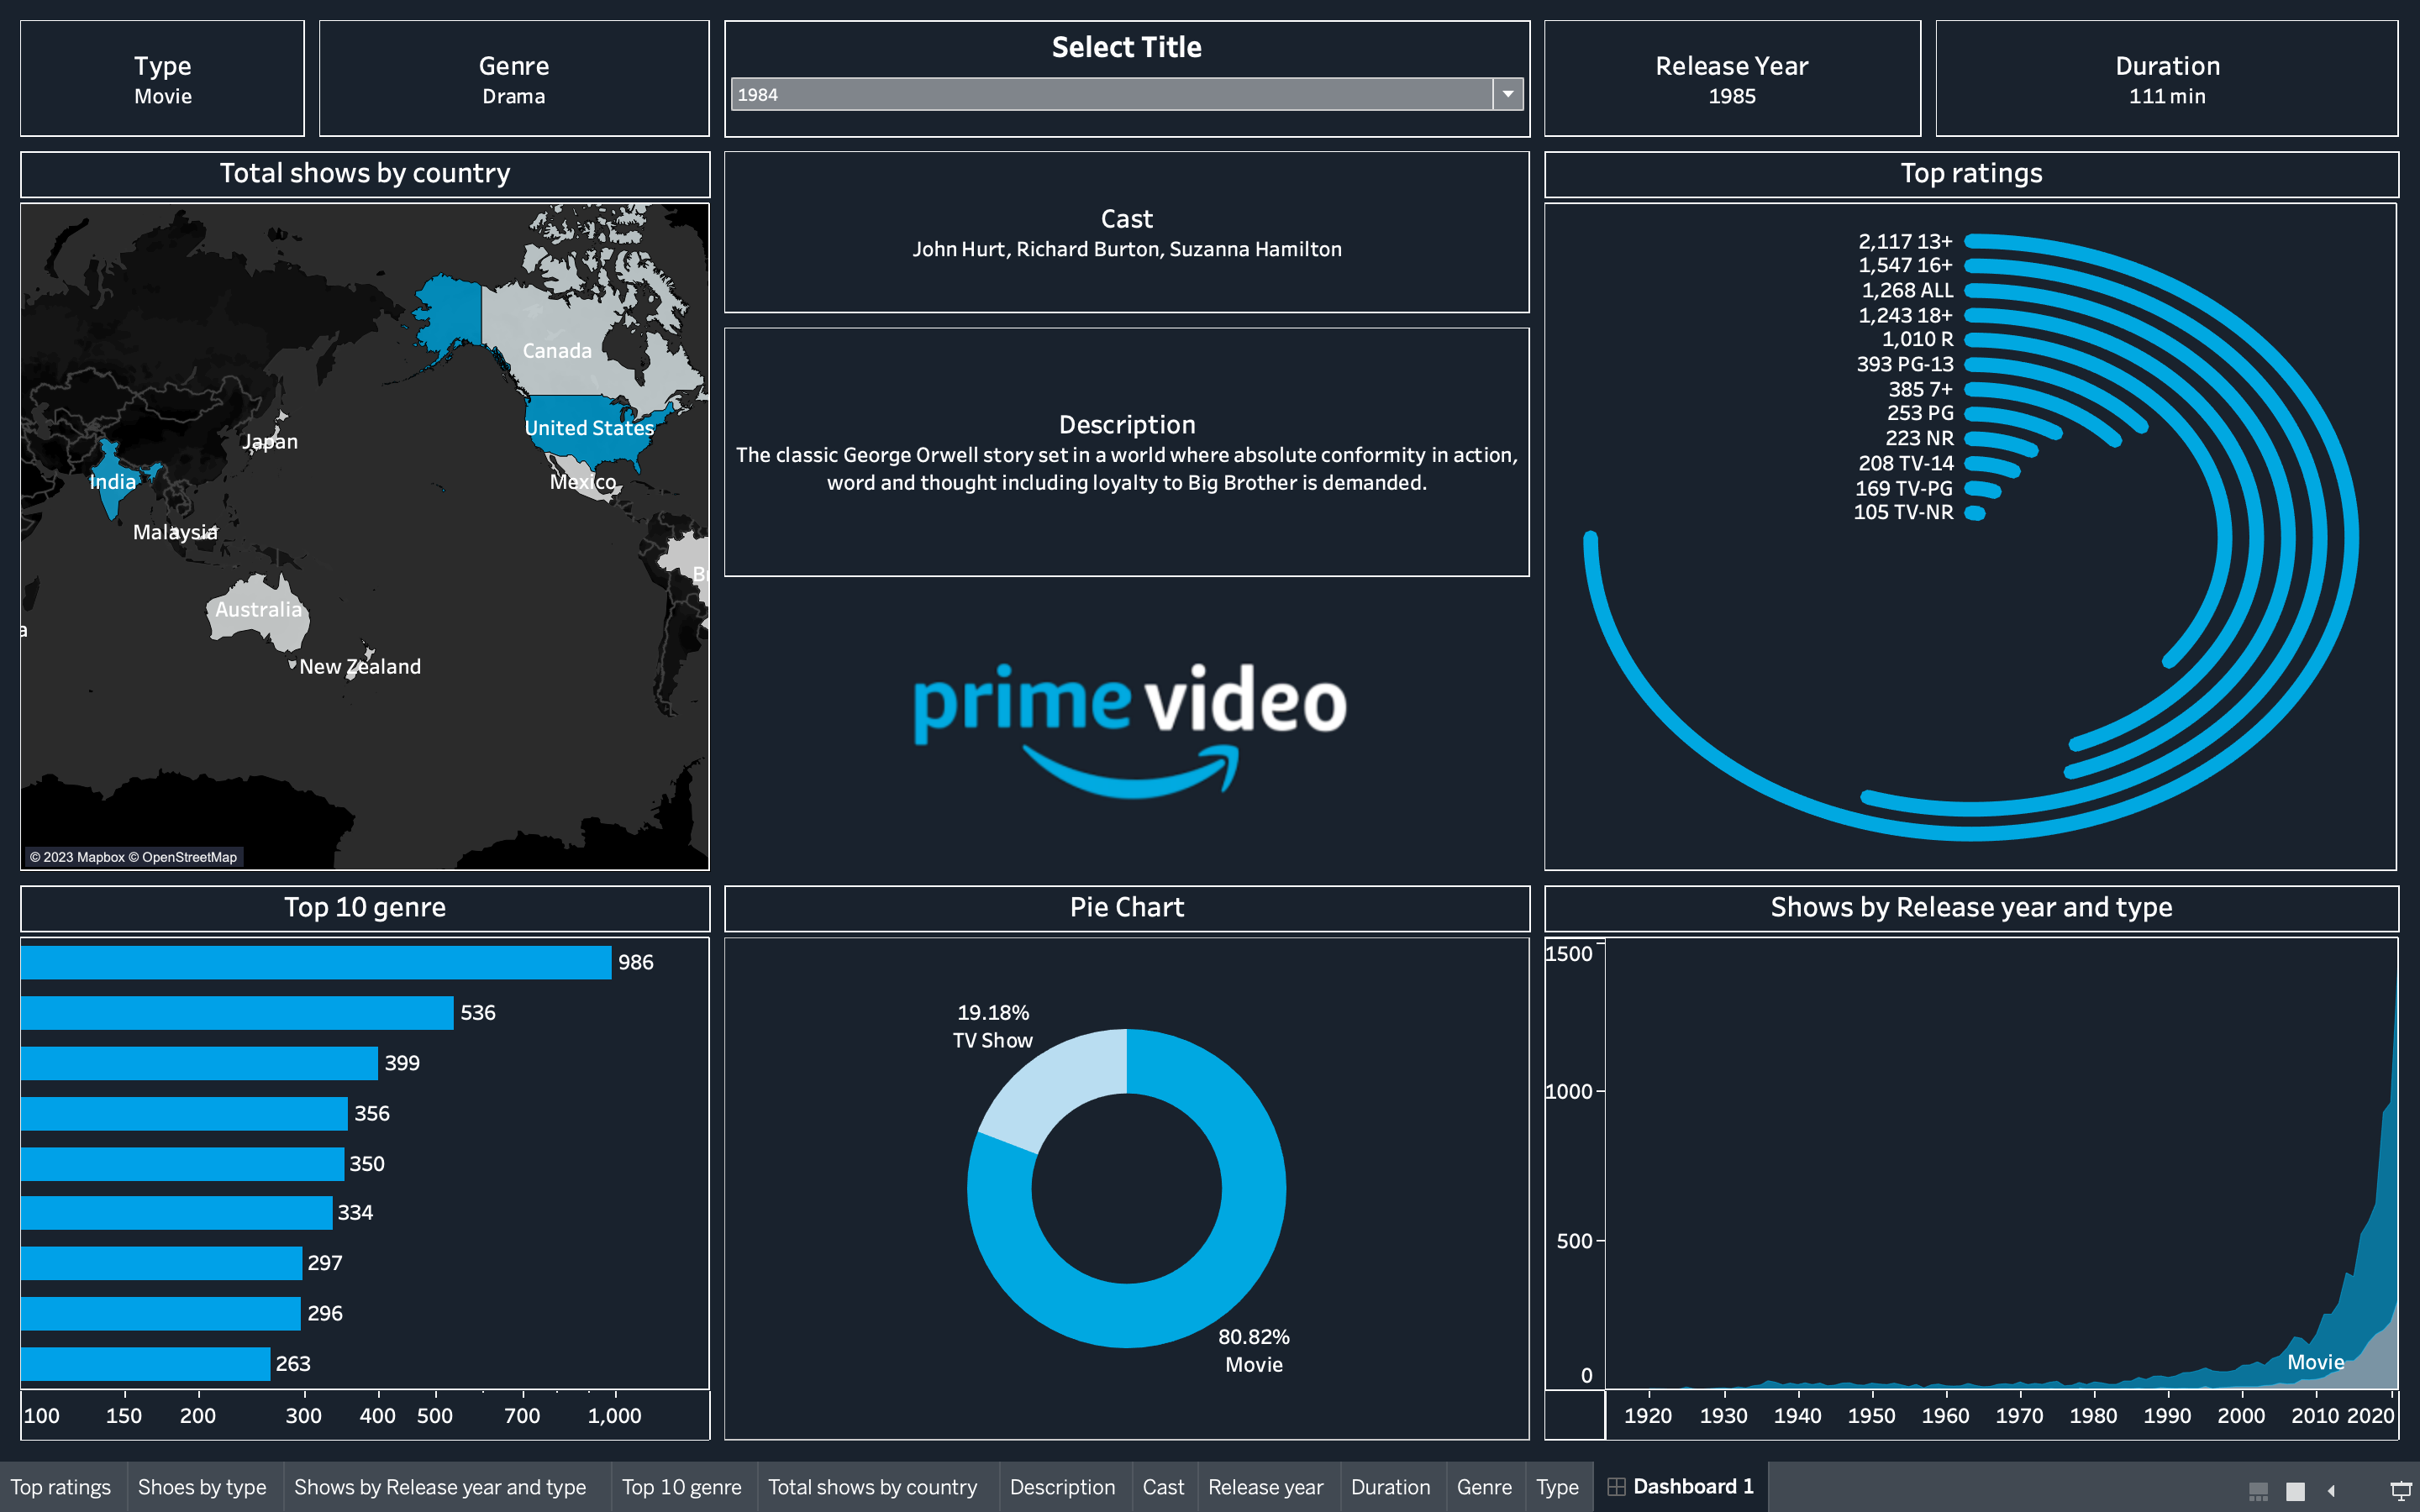 Type
Movie
Genre
Drama
Select Title
1984
Release Year
1985
Duration
111 min
Total shows by country
Canada
United States
Mexico
Japan
India
Malaysia
Australia
New Zealand
Br
a
© 2023 Mapbox © OpenStreetMap
Cast
John Hurt, Richard Burton, Suzanna Hamilton
Description
The classic George Orwell story set in a world where absolute conformity in action,
word and thought including loyalty to Big Brother is demanded.
prime video
Top ratings
2,117 13+
1,547 16+
1,268 ALL
1,243 18+
1,010 R
393 PG-13
385 7+
253 PG
223 NR
208 TV-14
169 TV-PG
105 TV-NR
Top 10 genre
986
536
399
356
350
334
297
296
263
100 150 200 300 400 500 700 1,000
Pie Chart
19.18%
TV Show
80.82%
Movie
Shows by Release year and type
1500
1000
500
0
Movie
1920 1930 1940 1950 1960 1970 1980 1990 2000 2010 2020
Top ratings Shoes by type Shows by Release year and type Top 10 genre Total shows by country Description Cast Release year Duration Genre Type Dashboard 1